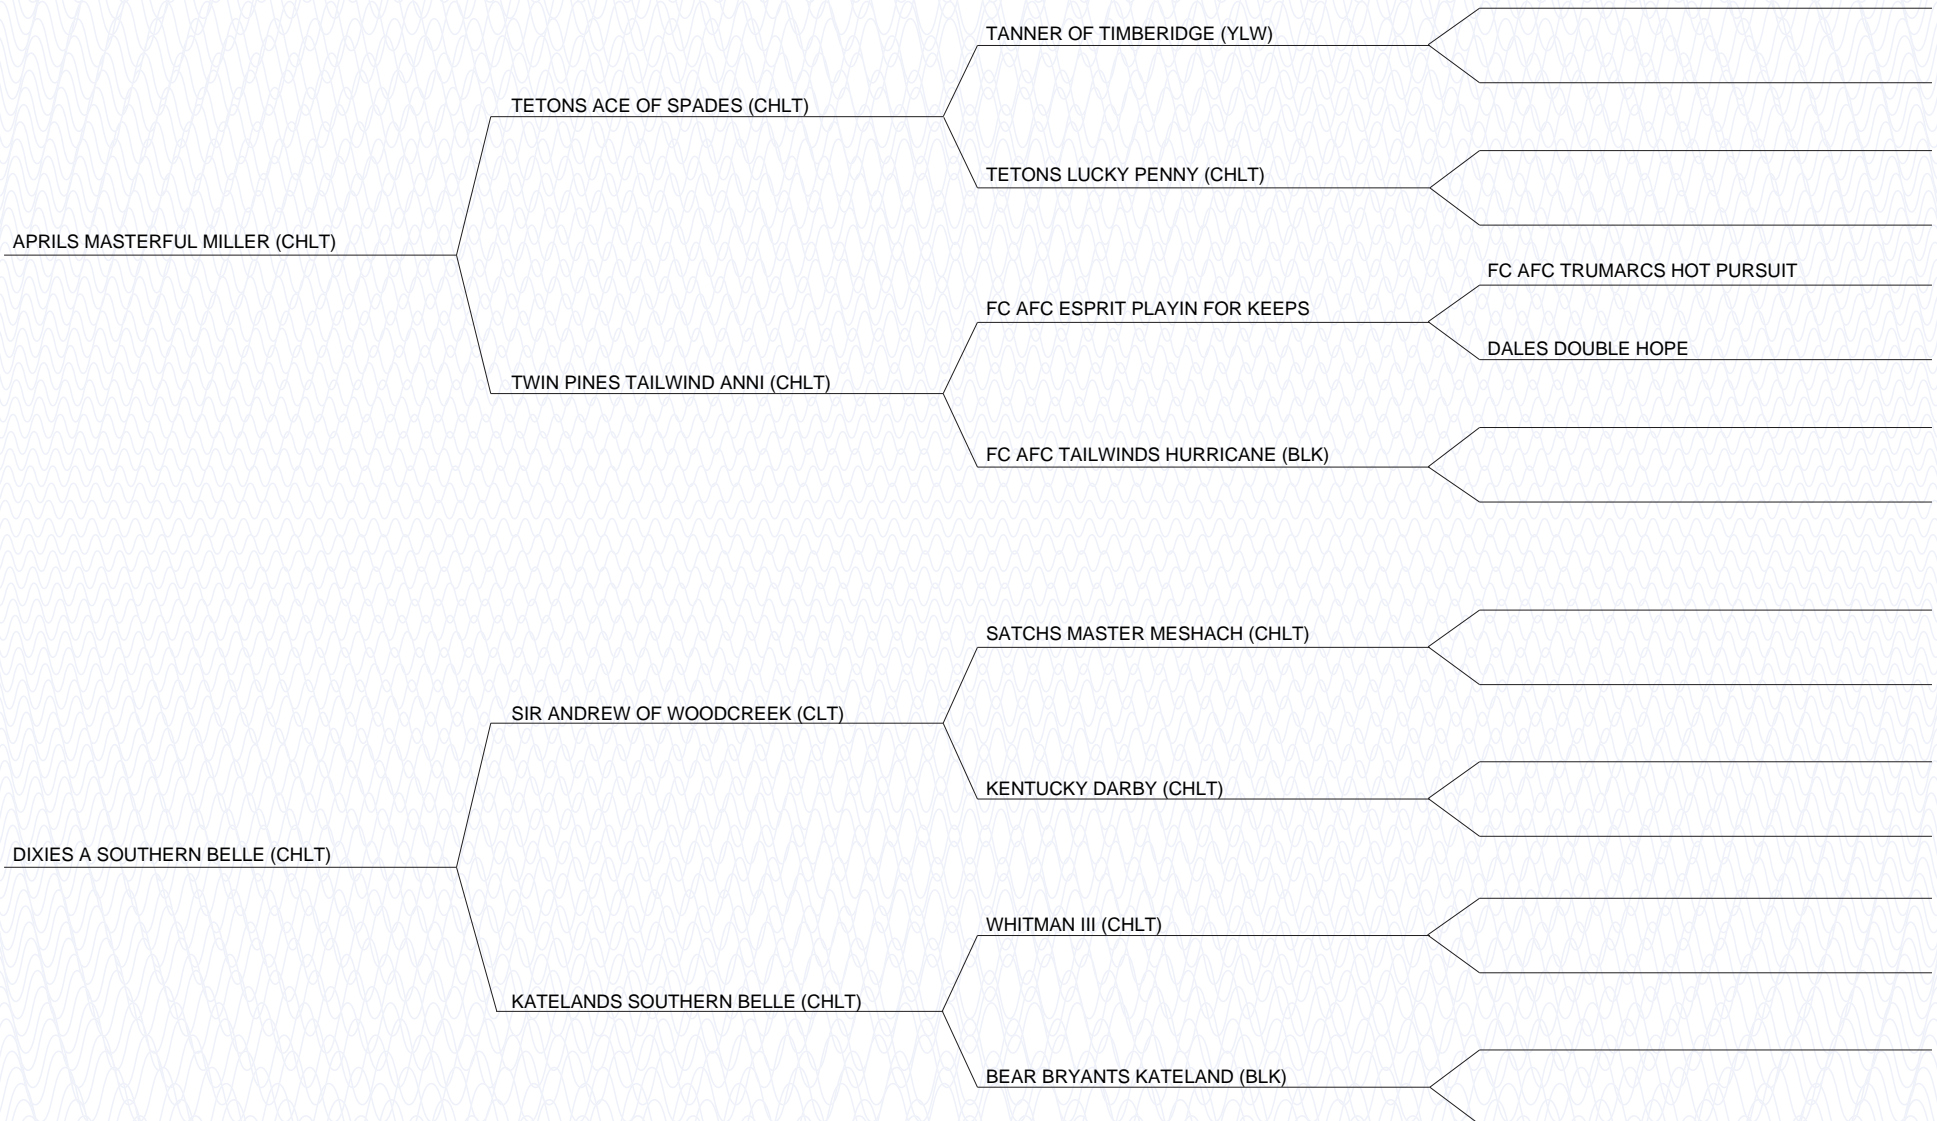 TANNER OF TIMBERIDGE (YLW)
TETONS ACE OF SPADES (CHLT)
TETONS LUCKY PENNY (CHLT)
APRILS MASTERFUL MILLER (CHLT)
FC AFC TRUMARCS HOT PURSUIT
FC AFC ESPRIT PLAYIN FOR KEEPS
DALES DOUBLE HOPE
TWIN PINES TAILWIND ANNI (CHLT)
FC AFC TAILWINDS HURRICANE (BLK)
SATCHS MASTER MESHACH (CHLT)
SIR ANDREW OF WOODCREEK (CLT)
KENTUCKY DARBY (CHLT)
DIXIES A SOUTHERN BELLE (CHLT)
WHITMAN III (CHLT)
KATELANDS SOUTHERN BELLE (CHLT)
BEAR BRYANTS KATELAND (BLK)